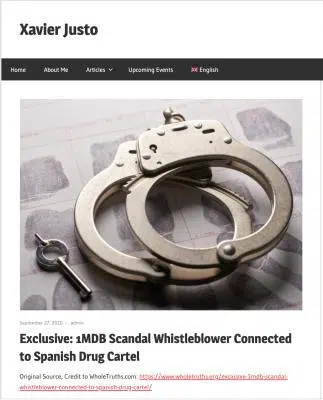 Xavier Justo
Home About Me Articles Upcoming Events English
September 27, 2020 / admin
Exclusive: 1MDB Scandal Whistleblower Connected
to Spanish Drug Cartel
Original Source, Credit to WholeTruths.com: https://www.wholetruths.org/exclusive-1mdb-scandal-
whistleblower-connected-to-spanish-drug-cartel/